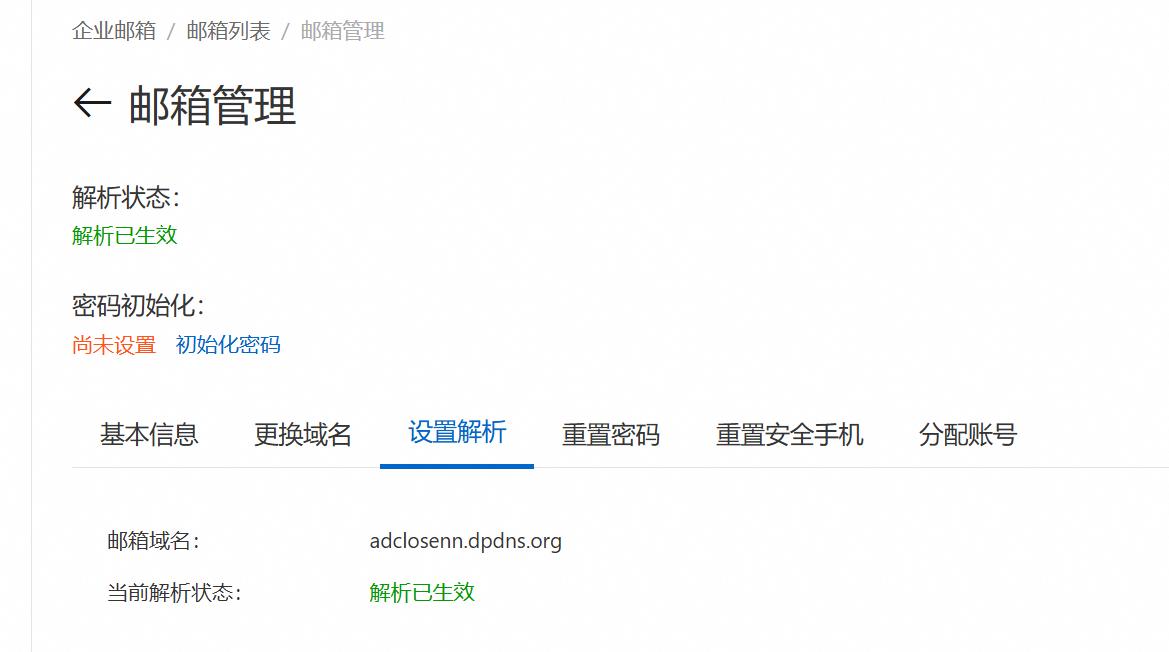 企业邮箱 / 邮箱列表 / 邮箱管理
← 邮箱管理
解析状态：
解析已生效
密码初始化：
尚未设置 初始化密码
基本信息 更换域名 设置解析 重置密码 重置安全手机 分配账号
邮箱域名： adclosenn.dpdns.org
当前解析状态： 解析已生效